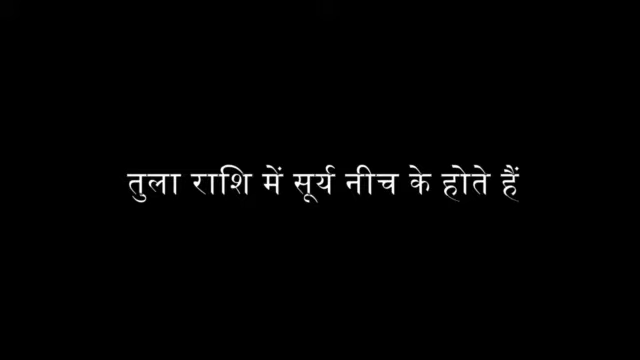 तुला राशि में सूर्य नीच के होते हैं